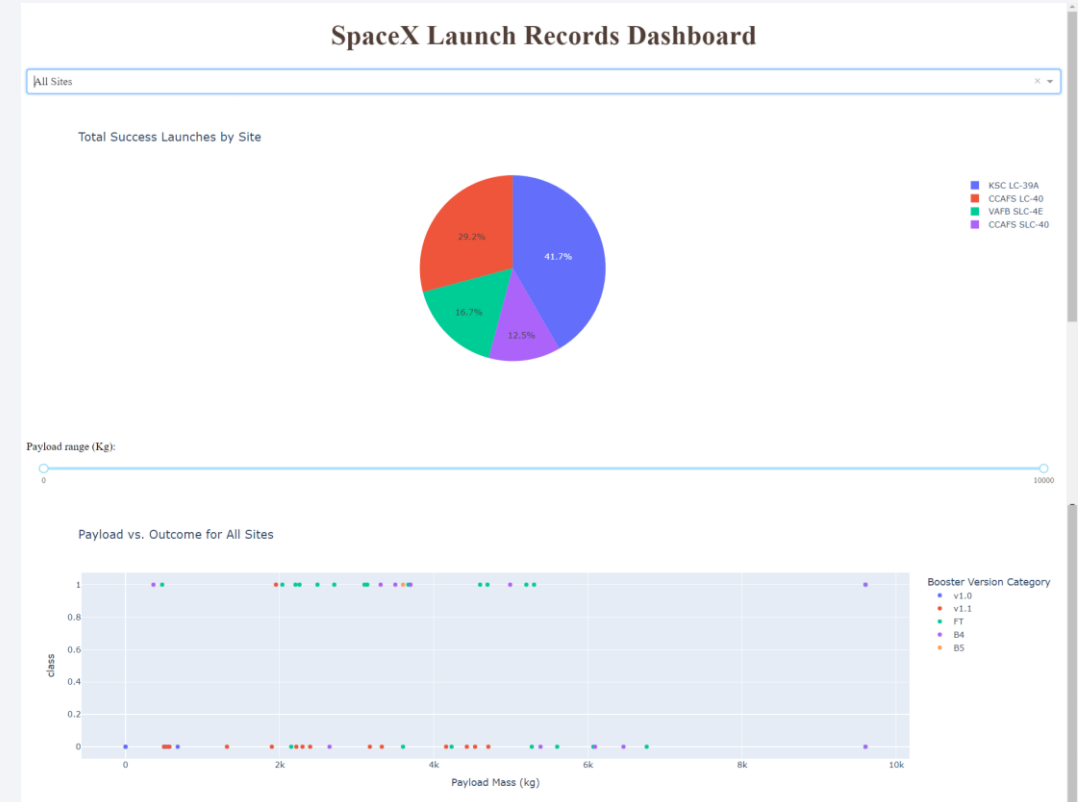 SpaceX Launch Records Dashboard
All Sites
Total Success Launches by Site
KSC LC-39A
CCAFS LC-40
VAFB SLC-4E
CCAFS SLC-40
29.2%
41.7%
16.7%
12.5%
Payload range (Kg):
0 10000
Payload vs. Outcome for All Sites
Booster Version Category
v1.0
v1.1
FT
B4
B5
class
1
0.8
0.6
0.4
0.2
0
0 2k 4k 6k 8k 10k
Payload Mass (kg)